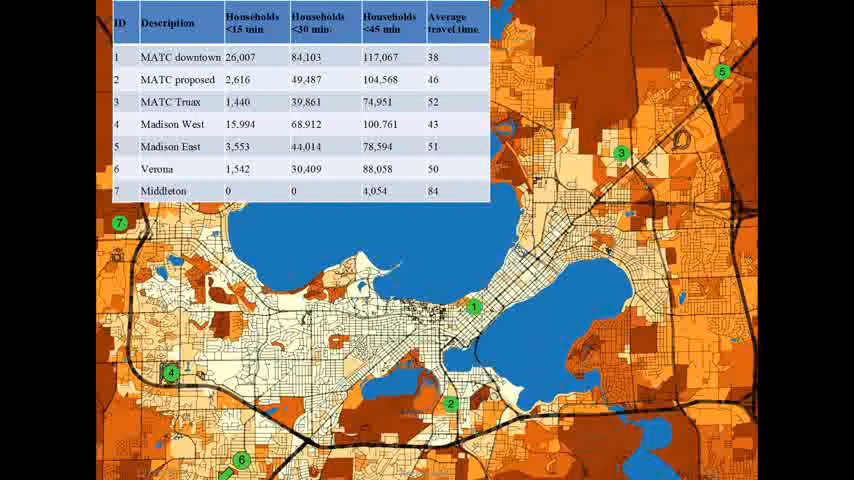 ID Description Households <15 min Households <30 min Households <45 min Average travel time
1 MATC downtown 26,007 84,103 117,067 38
2 MATC proposed 2,616 49,487 104,568 46
3 MATC Truax 1,440 39,861 74,951 52
4 Madison West 15.994 68.912 100.761 43
5 Madison East 3,553 44,014 78,594 51
6 Verona 1,542 30,409 88,058 50
7 Middleton 0 0 4,054 84
5
3
7
1
4
2
6